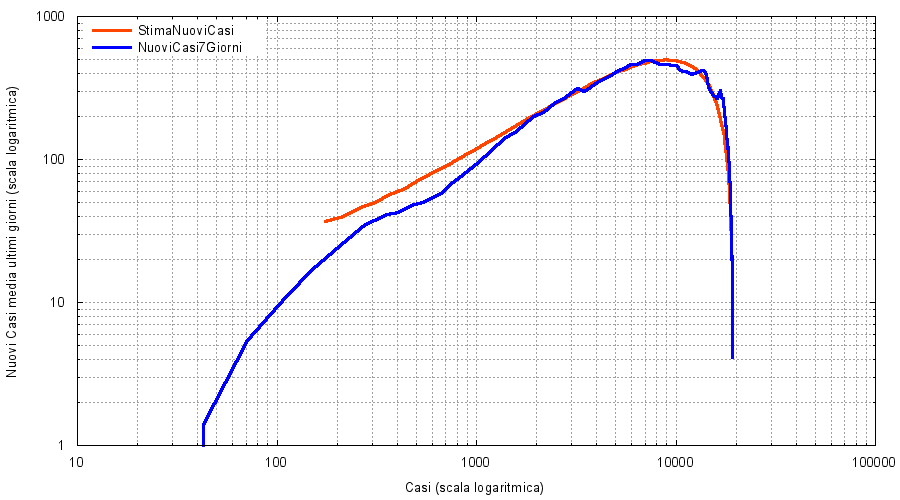 1000
StimaNuoviCasi
NuoviCasi7Giorni
100
10
1
Nuovi Casi media ultimi giorni (scala logaritmica)
10
100
1000
10000
100000
Casi (scala logaritmica)